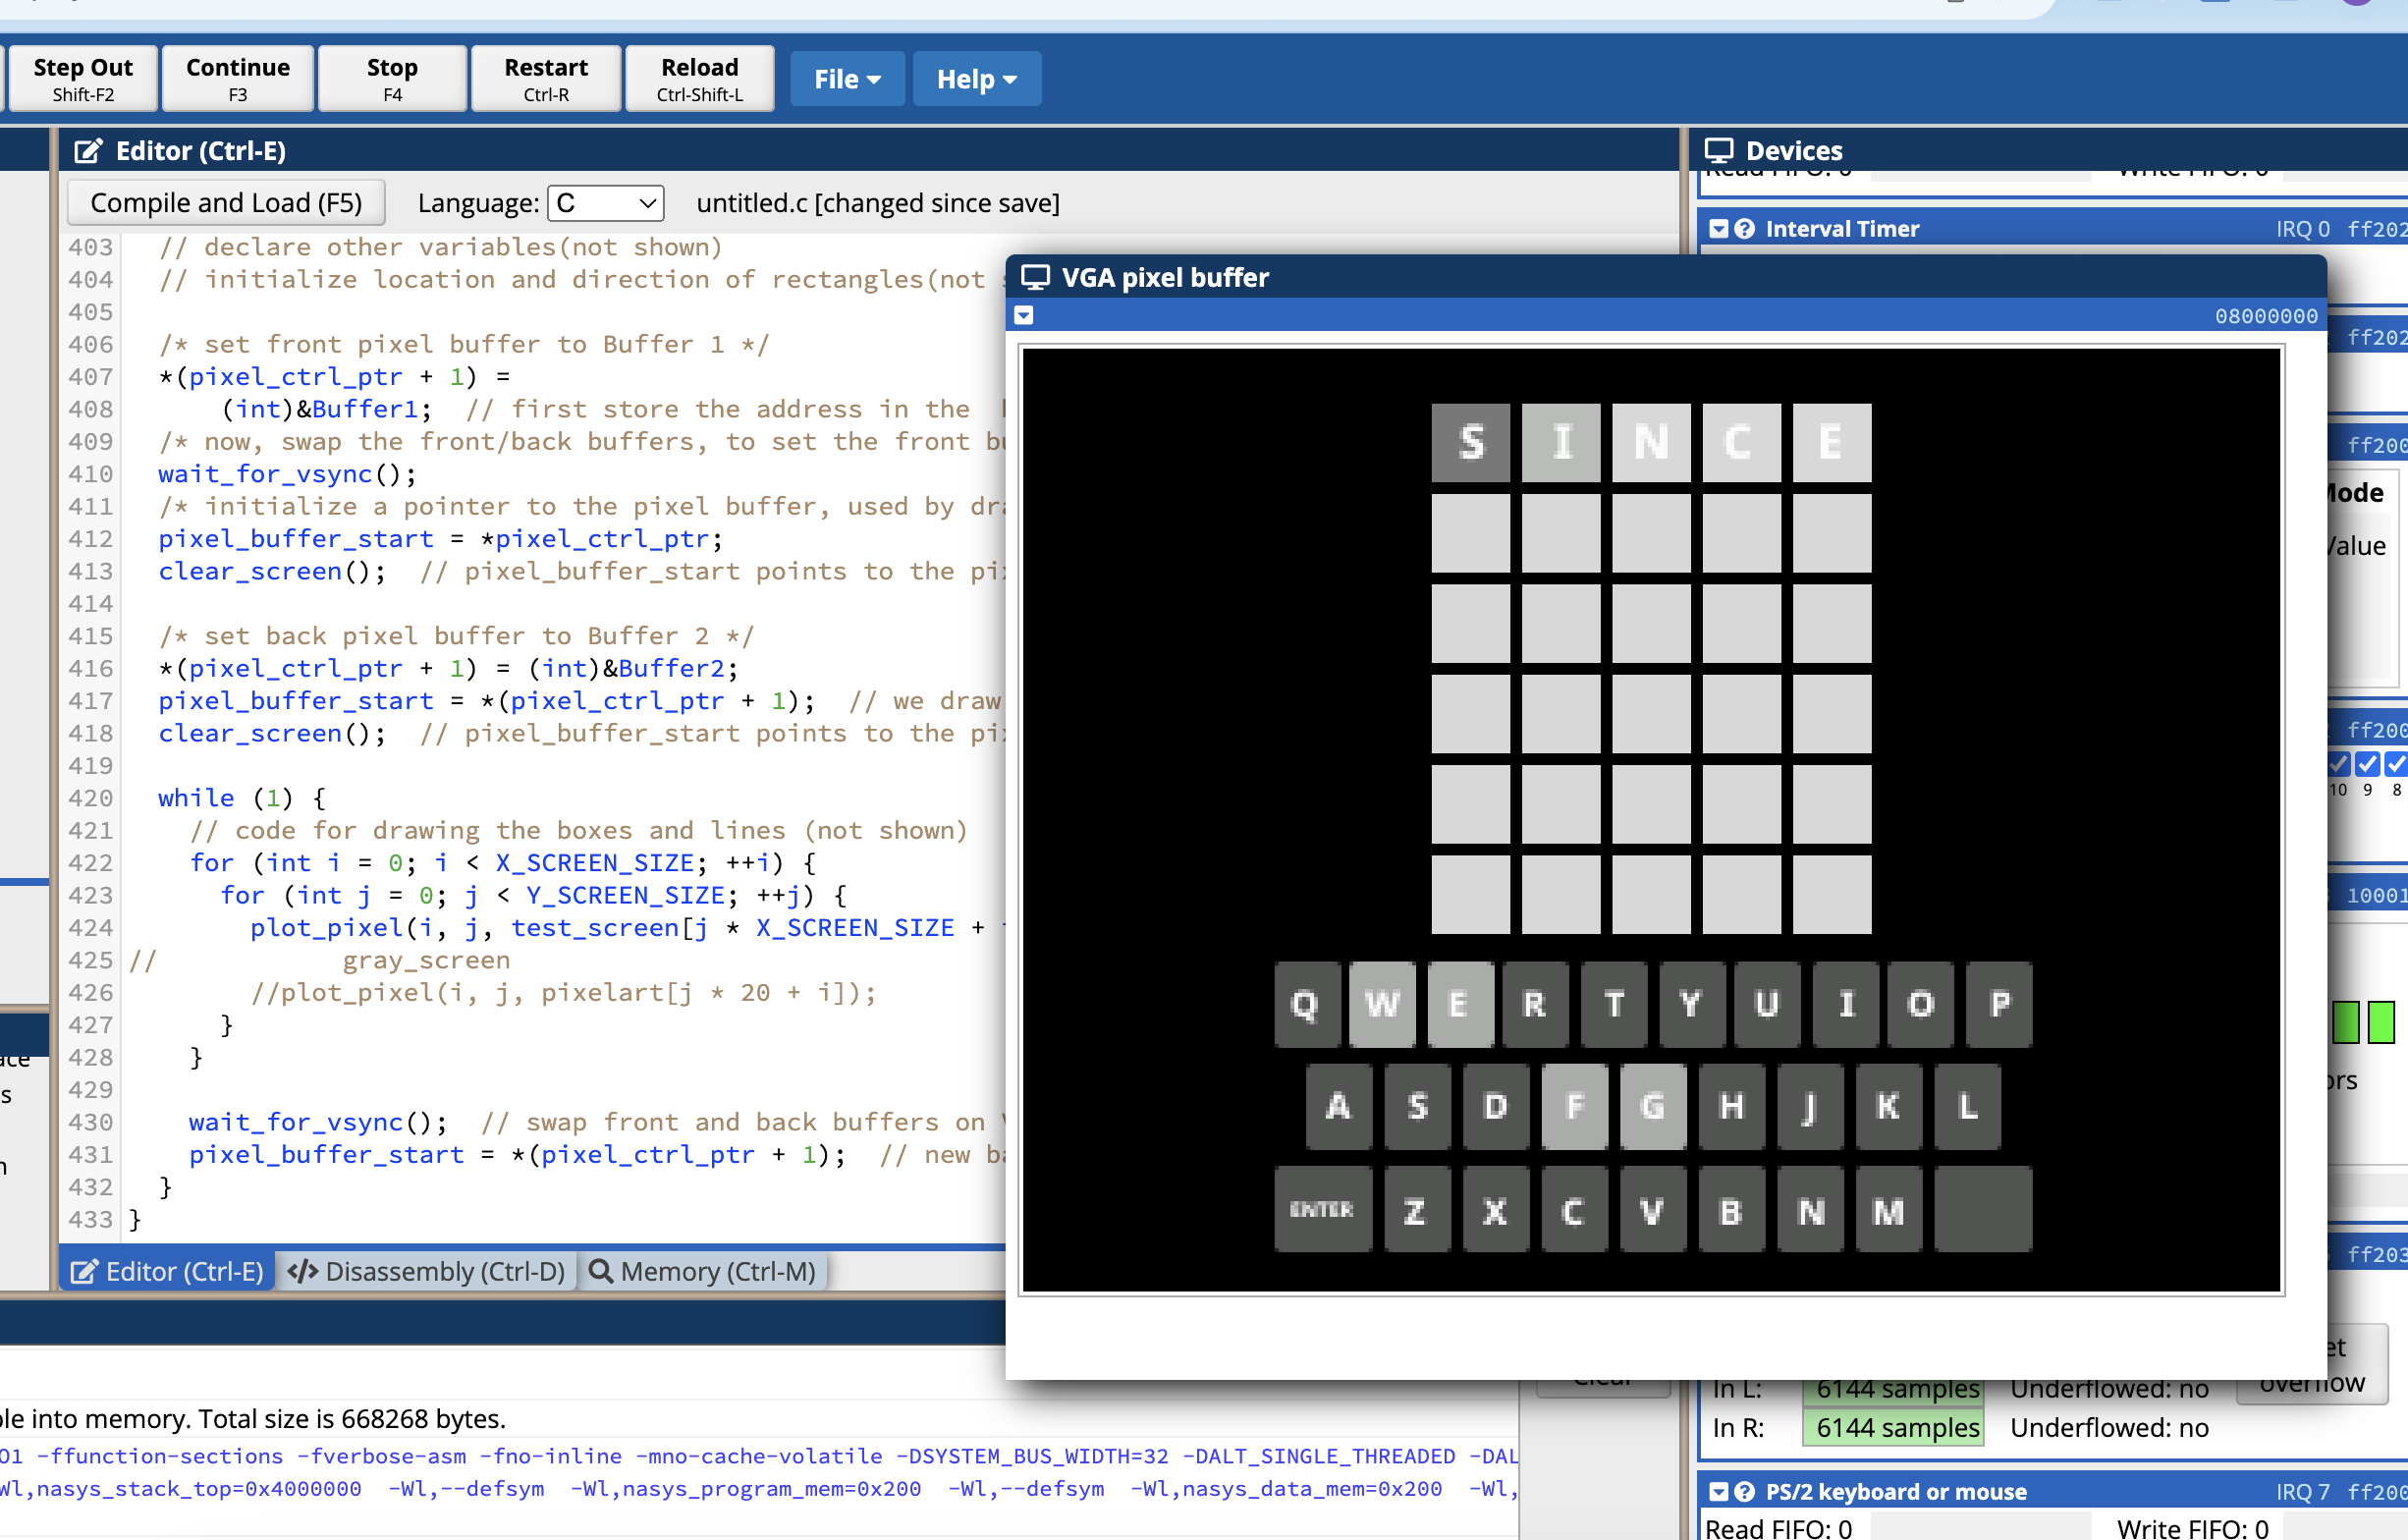 Step Out Continue Stop Restart Reload File Help
Shift-F2 F3 F4 Ctrl-R Ctrl-Shift-L
Editor (Ctrl-E)
Compile and Load (F5) Language: C untitled.c [changed since save]
403 // declare other variables(not shown)
404 // initialize location and direction of rectangles(not
405
406 /* set front pixel buffer to Buffer 1 */
407 *(pixel_ctrl_ptr + 1) =
408 (int)&Buffer1; // first store the address in the
409 /* now, swap the front/back buffers, to set the front
410 wait_for_vsync();
411 /* initialize a pointer to the pixel buffer, used by
412 pixel_buffer_start = *pixel_ctrl_ptr;
413 clear_screen(); // pixel_buffer_start points to the
414
415 /* set back pixel buffer to Buffer 2 */
416 *(pixel_ctrl_ptr + 1) = (int)&Buffer2;
417 pixel_buffer_start = *(pixel_ctrl_ptr + 1); // we draw
418 clear_screen(); // pixel_buffer_start points to the
419
420 while (1) {
421 // code for drawing the boxes and lines (not shown)
422 for (int i = 0; i < X_SCREEN_SIZE; ++i) {
423 for (int j = 0; j < Y_SCREEN_SIZE; ++j) {
424 plot_pixel(i, j, test_screen[j * X_SCREEN_SIZE +
425 // gray_screen
426 //plot_pixel(i, j, pixelart[j * 20 + i]);
427 }
428 }
429
430 wait_for_vsync(); // swap front and back buffers on
431 pixel_buffer_start = *(pixel_ctrl_ptr + 1); // new
432 }
433 }
Editor (Ctrl-E) Disassembly (Ctrl-D) Memory (Ctrl-M)
into memory. Total size is 668268 bytes.
-ffunction-sections -fverbose-asm -fno-inline -mno-cache-volatile -DSYSTEM_BUS_WIDTH=32 -DALT_SINGLE_THREADED
nasys_stack_top=0x4000000 -Wl,--defsym -Wl,nasys_program_mem=0x200 -Wl,--defsym -Wl,nasys_data_mem=0x200 -Wl,
VGA pixel buffer
08000000
S I N C E
Q W E R T Y U I O P
A S D F G H J K L
ENTER Z X C V B N M
Devices
Read FIFO: 0 Write FIFO: 0
Interval Timer IRQ 0 ff202
ff202
ff200
Mode
Value
ff200
10 9 8
10001
ff203
overflow
In L: 6144 samples Underflowed: no
In R: 6144 samples Underflowed: no
PS/2 keyboard or mouse IRQ 7 ff200
Read FIFO: 0 Write FIFO: 0